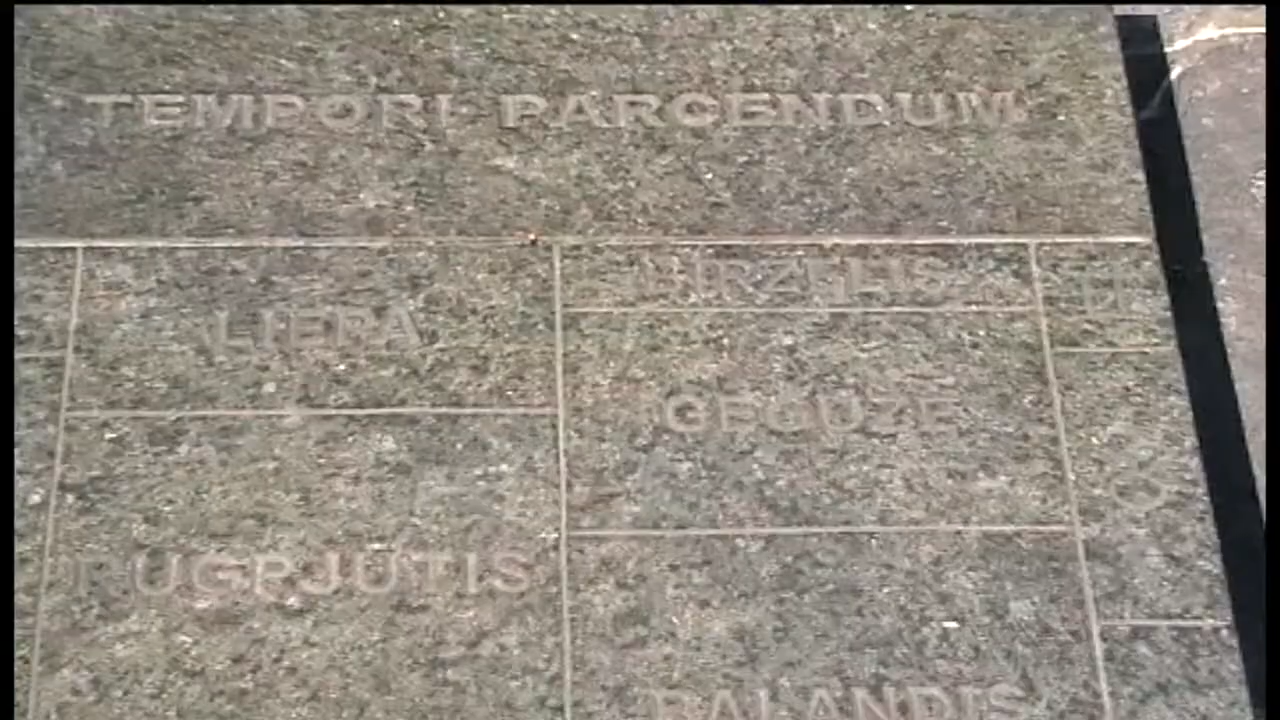 TEMPORI PARCENDUM
BIRŽELIS
LIEPA
GEGUŽĖ
RUGPJŪTIS
BALANDIS